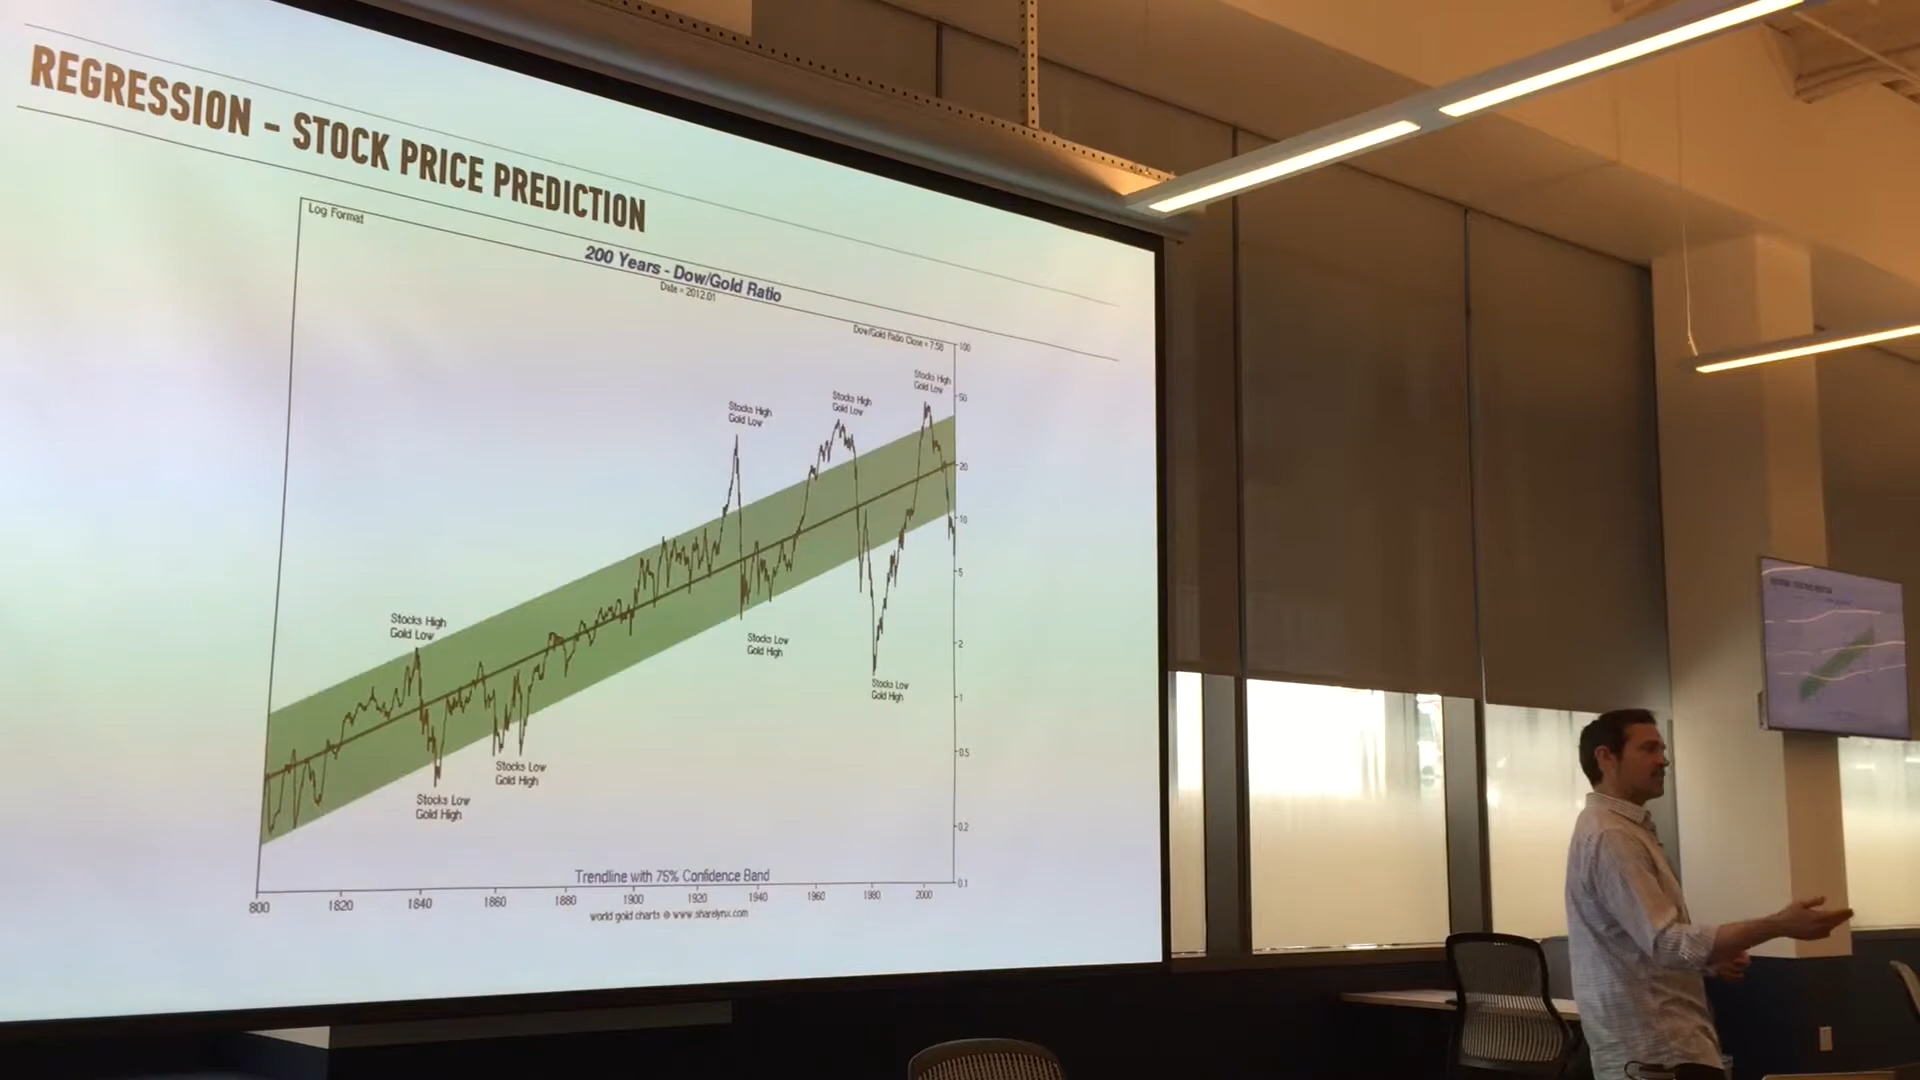 REGRESSION - STOCK PRICE PREDICTION
Log Format
200 Years - Dow/Gold Ratio
Date = 2012.01
Dow/Gold Ratio Close = 7.58
100
50
20
10
5
2
1
0.5
0.2
0.1
Stocks High
Gold Low
Stocks High
Gold Low
Stocks High
Gold Low
Stocks High
Gold Low
Stocks Low
Gold High
Stocks Low
Gold High
Stocks Low
Gold High
Stocks Low
Gold High
Trendline with 75% Confidence Band
800 1820 1840 1860 1880 1900 1920 1940 1960 1980 2000
world gold charts © www.sharelynx.com